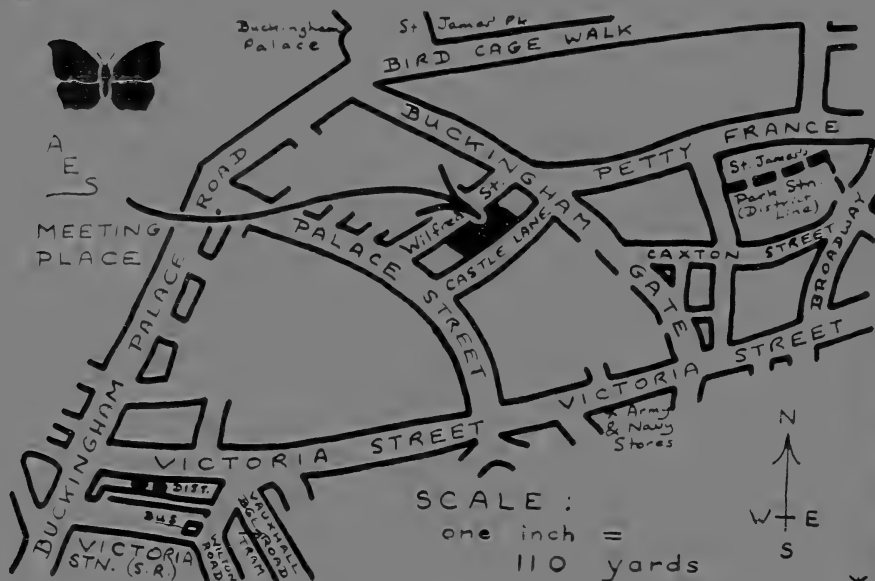 Buckingham
Palace
St James' Pk
BIRD CAGE WALK
BUCKINGHAM
GATE
PETTY FRANCE
St. James's
Park Stn.
(District
Line)
A
E
S
MEETING
PLACE
Wilfred St.
CASTLE LANE
PALACE
STREET
CAXTON STREET
BROADWAY
BUCKINGHAM PALACE ROAD
VICTORIA STREET
VICTORIA STREET
x Army
& Navy
Stores
DIST.
BUS
VICTORIA
STN. (S.R.)
WILTON
ROAD
TRAM
VAUXHALL
BGE. ROAD
SCALE :
one inch =
110 yards
N
W E
S